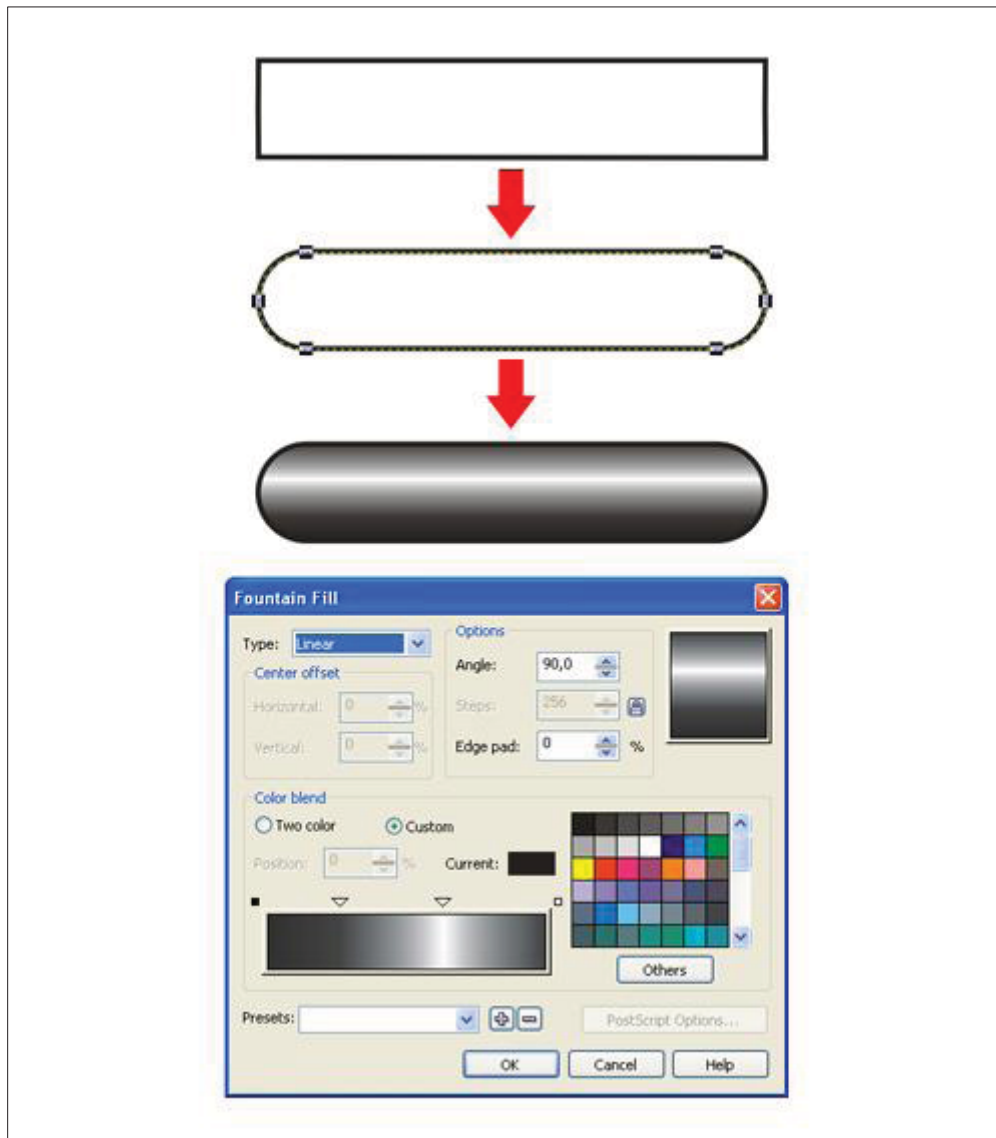 Fountain Fill
Type: Linear
Options
Angle: 90,0
Steps: 256
Edge pad: 0 %
Center offset
Horizontal: 0 %
Vertical: 0 %
Color blend
Two color Custom
Position: 0 % Current:
Others
Presets:
PostScript Options...
OK Cancel Help